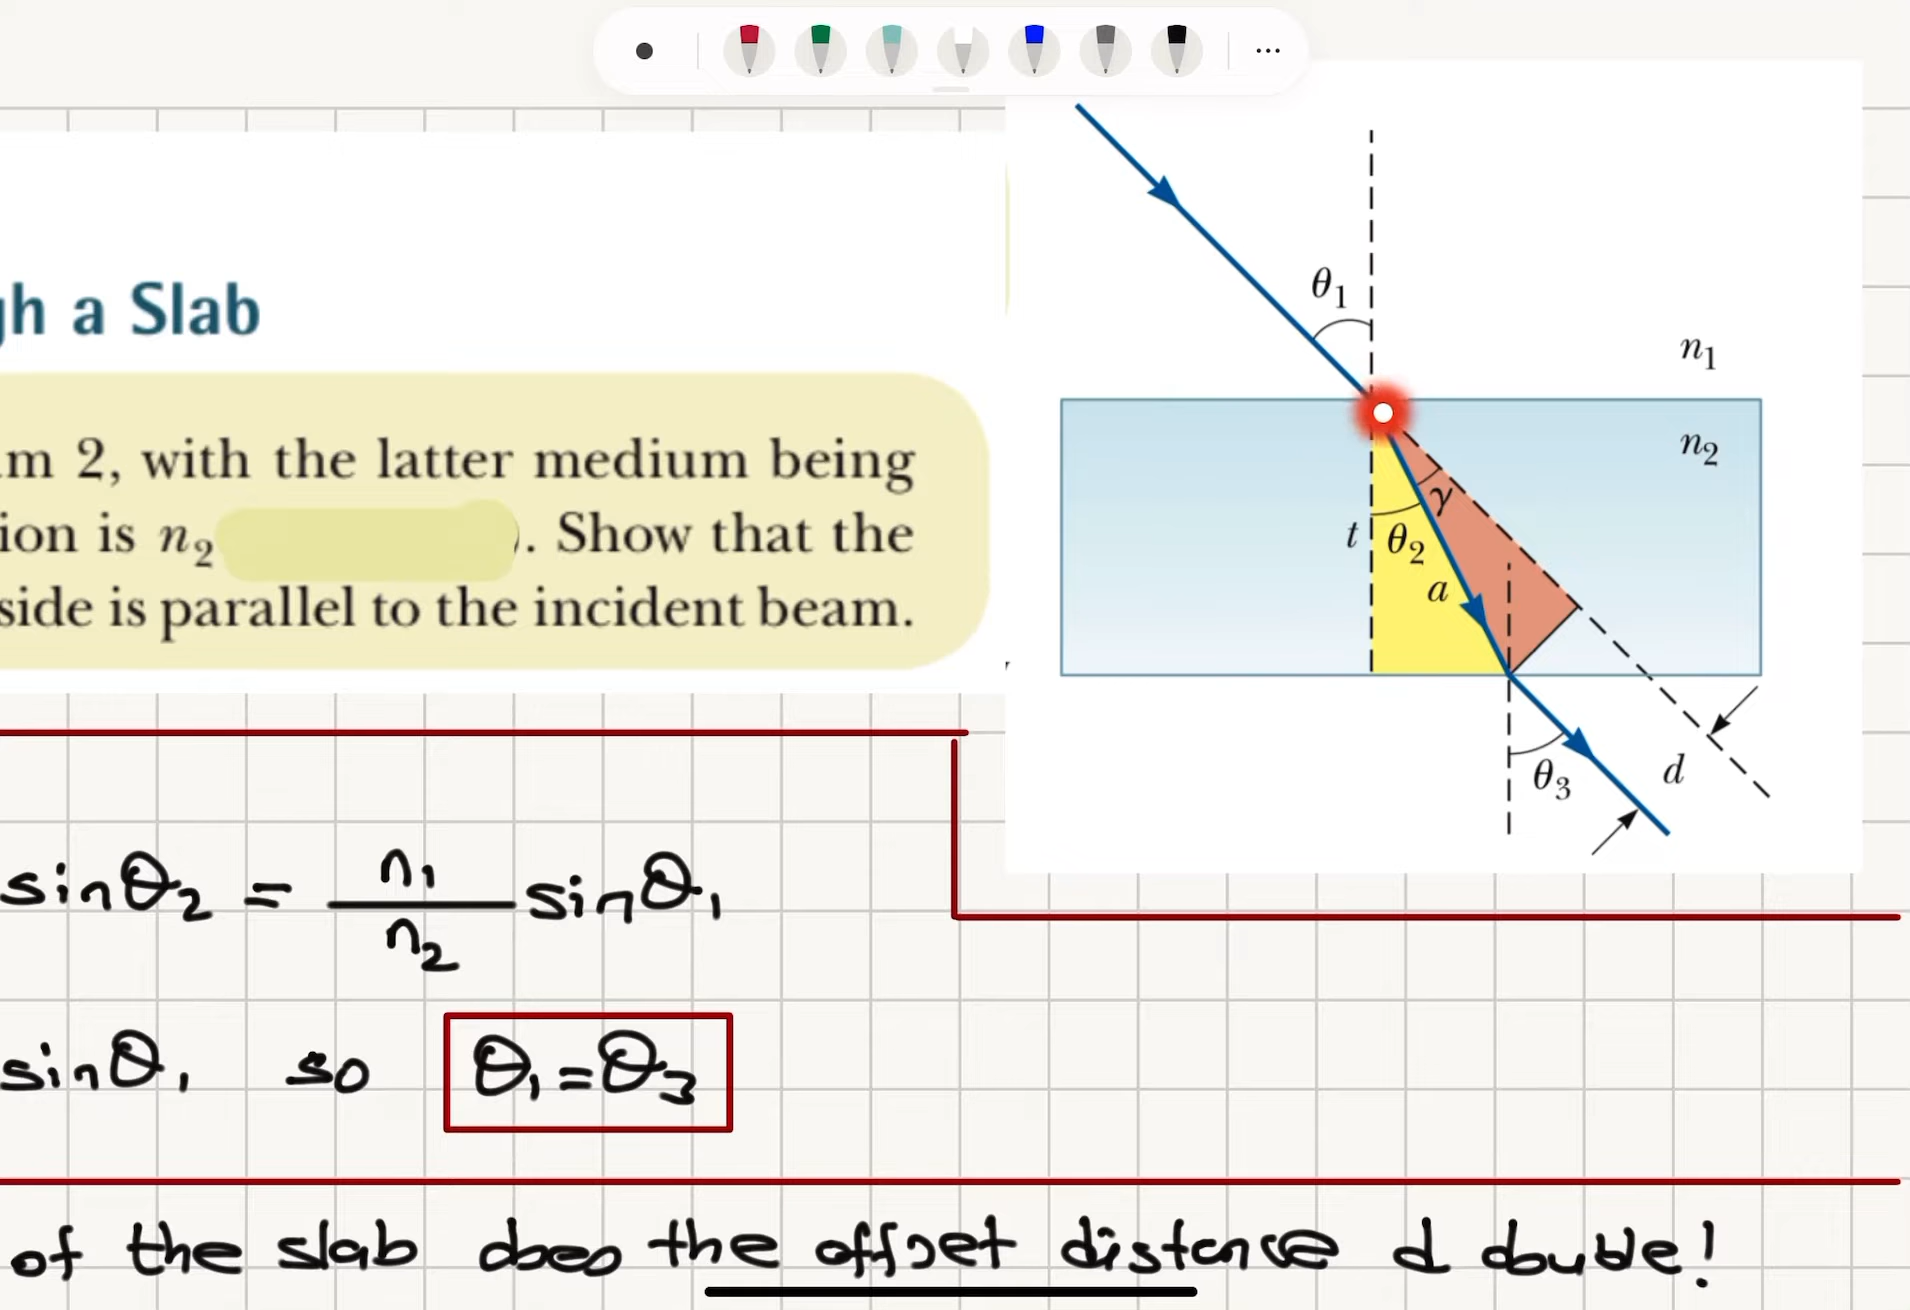 gh a Slab
m 2, with the latter medium being
ion is n₂ ). Show that the
side is parallel to the incident beam.
θ₁
n₁
n₂
γ
t θ₂
a
θ₃ d
sinθ₂ = n₁/n₂ sinθ₁
sinθ₁ so θ₁=θ₃
of the slab does the offset distance d double!